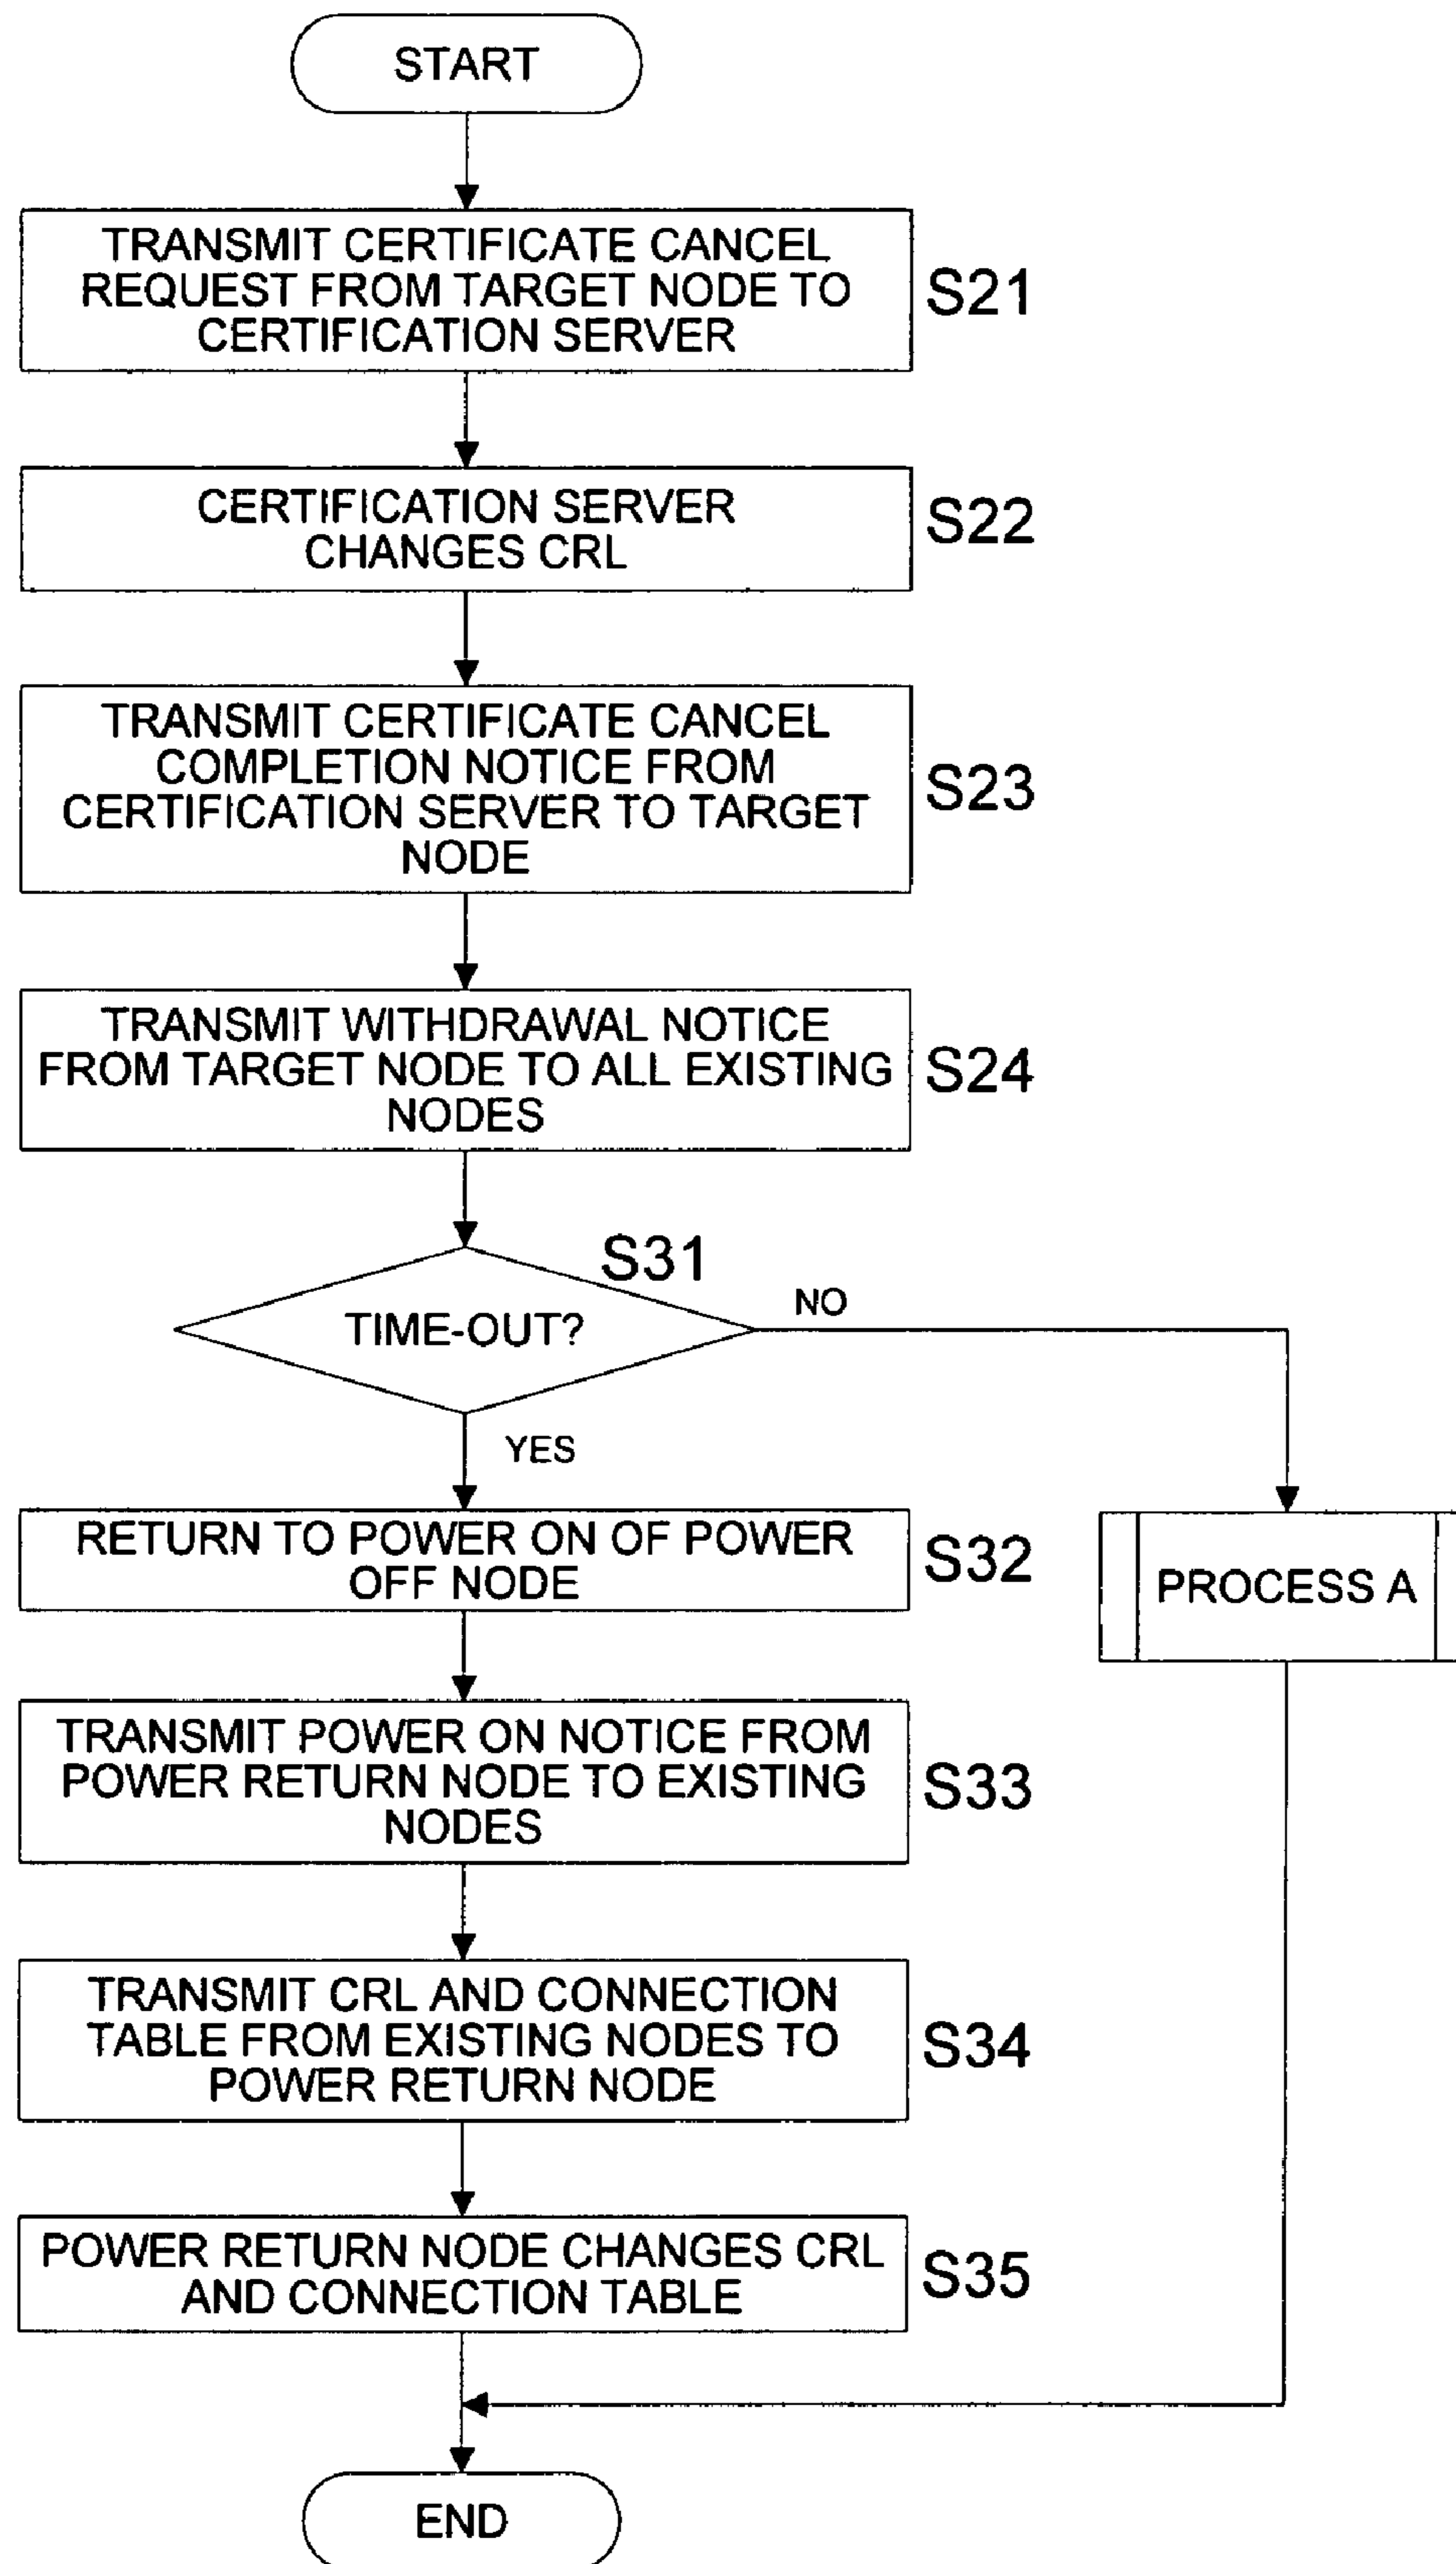 START
TRANSMIT CERTIFICATE CANCEL
REQUEST FROM TARGET NODE TO
CERTIFICATION SERVER
S21
CERTIFICATION SERVER
CHANGES CRL
S22
TRANSMIT CERTIFICATE CANCEL
COMPLETION NOTICE FROM
CERTIFICATION SERVER TO TARGET
NODE
S23
TRANSMIT WITHDRAWAL NOTICE
FROM TARGET NODE TO ALL EXISTING
NODES
S24
S31
TIME-OUT?
NO
YES
RETURN TO POWER ON OF POWER
OFF NODE
S32
PROCESS A
TRANSMIT POWER ON NOTICE FROM
POWER RETURN NODE TO EXISTING
NODES
S33
TRANSMIT CRL AND CONNECTION
TABLE FROM EXISTING NODES TO
POWER RETURN NODE
S34
POWER RETURN NODE CHANGES CRL
AND CONNECTION TABLE
S35
END